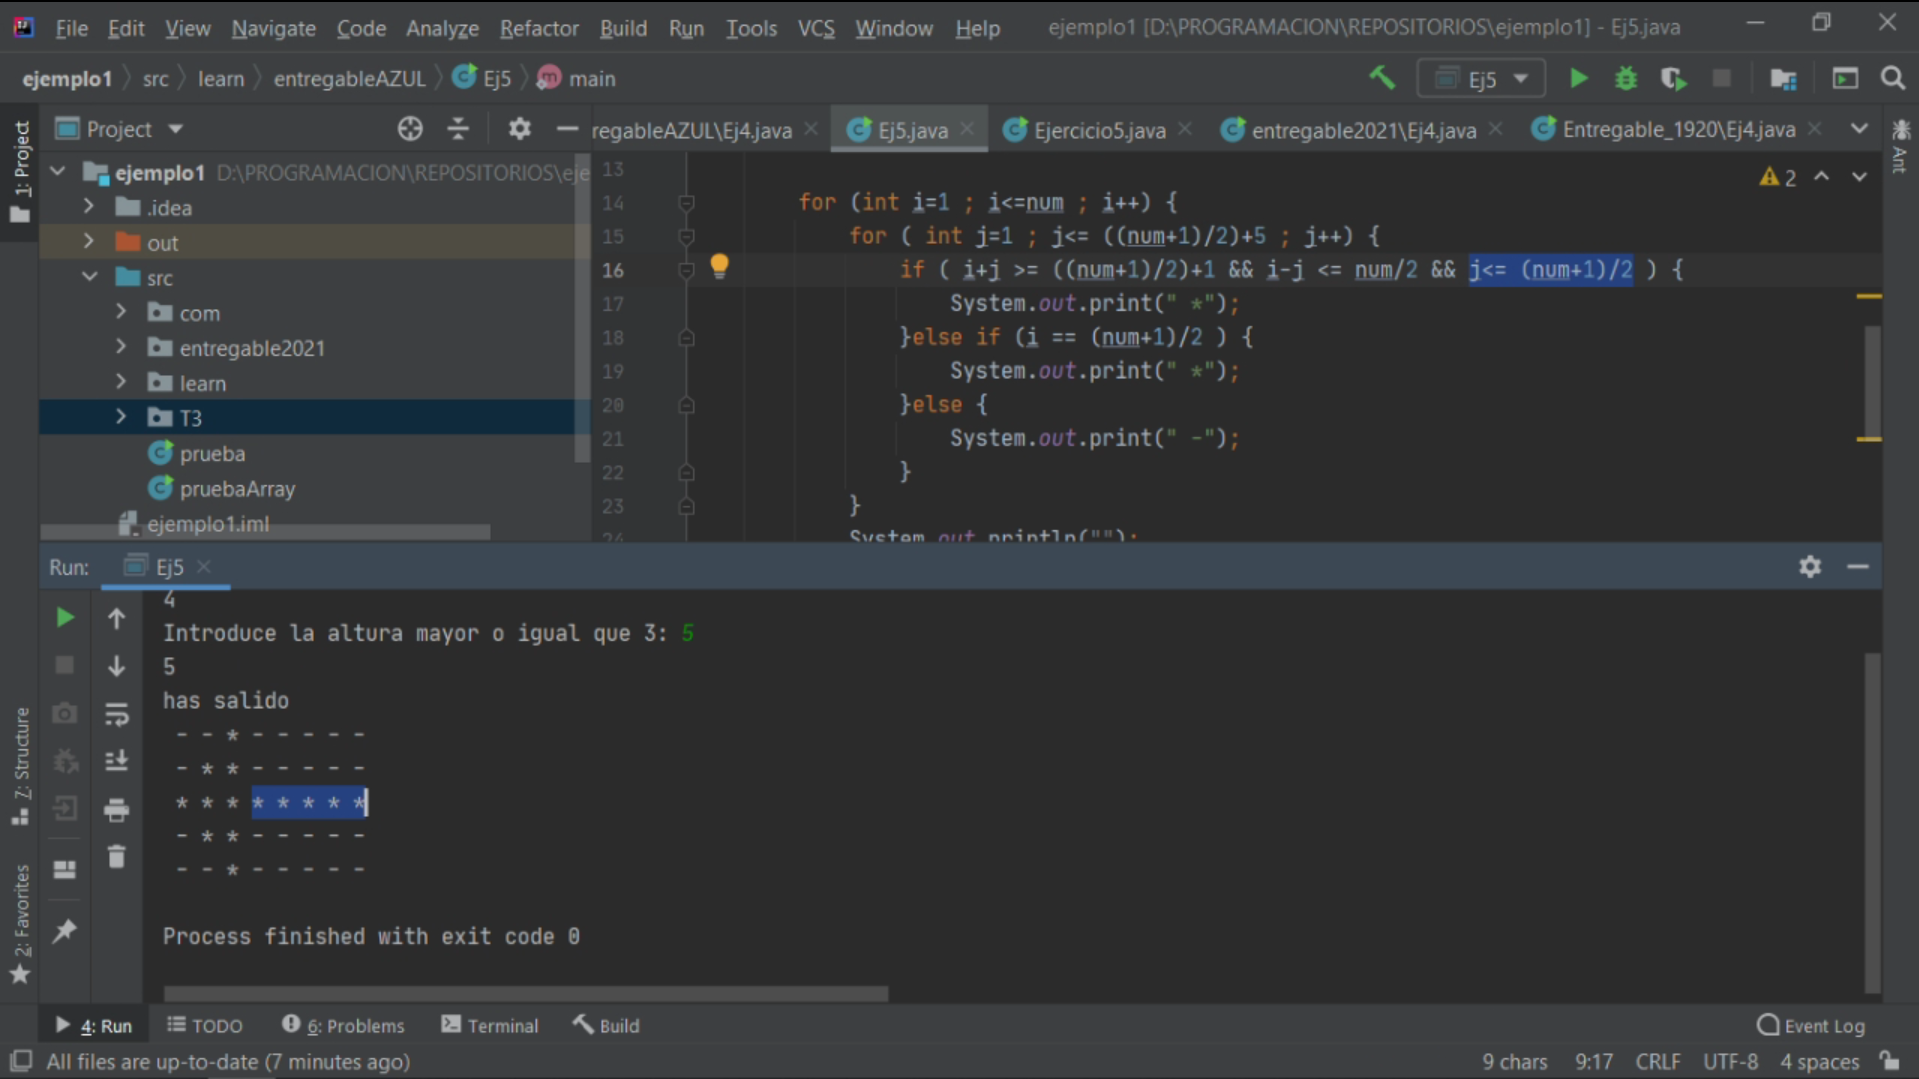 File Edit View Navigate Code Analyze Refactor Build Run Tools VCS Window Help ejemplo1 [D:\PROGRAMACION\REPOSITORIOS\ejemplo1] - Ej5.java
ejemplo1 src learn entregableAZUL Ej5 main Ej5
1: Project
Project
regableAZUL\Ej4.java Ej5.java Ejercicio5.java entregable2021\Ej4.java Entregable_1920\Ej4.java
Ant
ejemplo1 D:\PROGRAMACION\REPOSITORIOS\eje
.idea
out
src
com
entregable2021
learn
T3
prueba
pruebaArray
ejemplo1.iml
2
13
14 for (int i=1 ; i<=num ; i++) {
15 for ( int j=1 ; j<= ((num+1)/2)+5 ; j++) {
16 if ( i+j >= ((num+1)/2)+1 && i-j <= num/2 && j<= (num+1)/2 ) {
17 System.out.print(" *");
18 }else if (i == (num+1)/2 ) {
19 System.out.print(" *");
20 }else {
21 System.out.print(" -");
22 }
23 }
24 System.out.println("");
Run: Ej5
4
Introduce la altura mayor o igual que 3: 5
5
has salido
- - * - - - - -
- * * - - - - -
* * * * * * * *
- * * - - - - -
- - * - - - - -
Process finished with exit code 0
Z: Structure
2: Favorites
4: Run TODO 6: Problems Terminal Build Event Log
All files are up-to-date (7 minutes ago) 9 chars 9:17 CRLF UTF-8 4 spaces